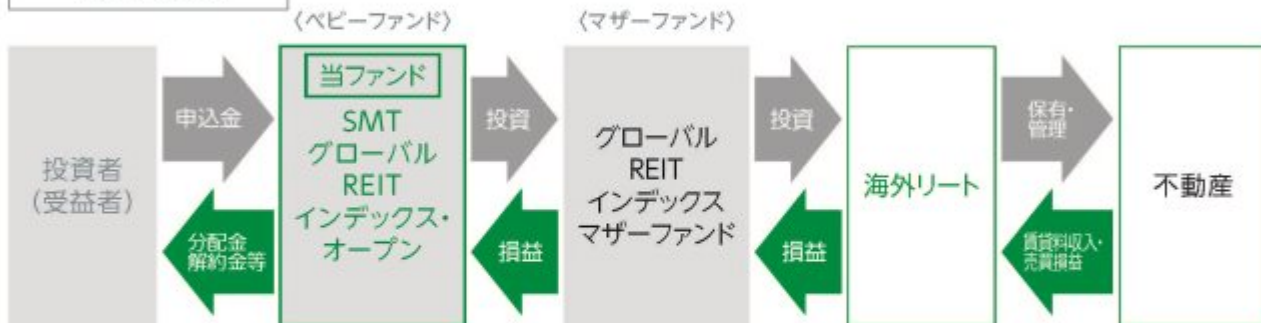 〈ベビーファンド〉
〈マザーファンド〉
投資者
(受益者)
申込金
分配金
解約金等
当ファンド
SMT
グローバル
REIT
インデックス・
オープン
投資
損益
グローバル
REIT
インデックス
マザーファンド
投資
損益
海外リート
保有・
管理
賃貸料収入・
売買損益
不動産